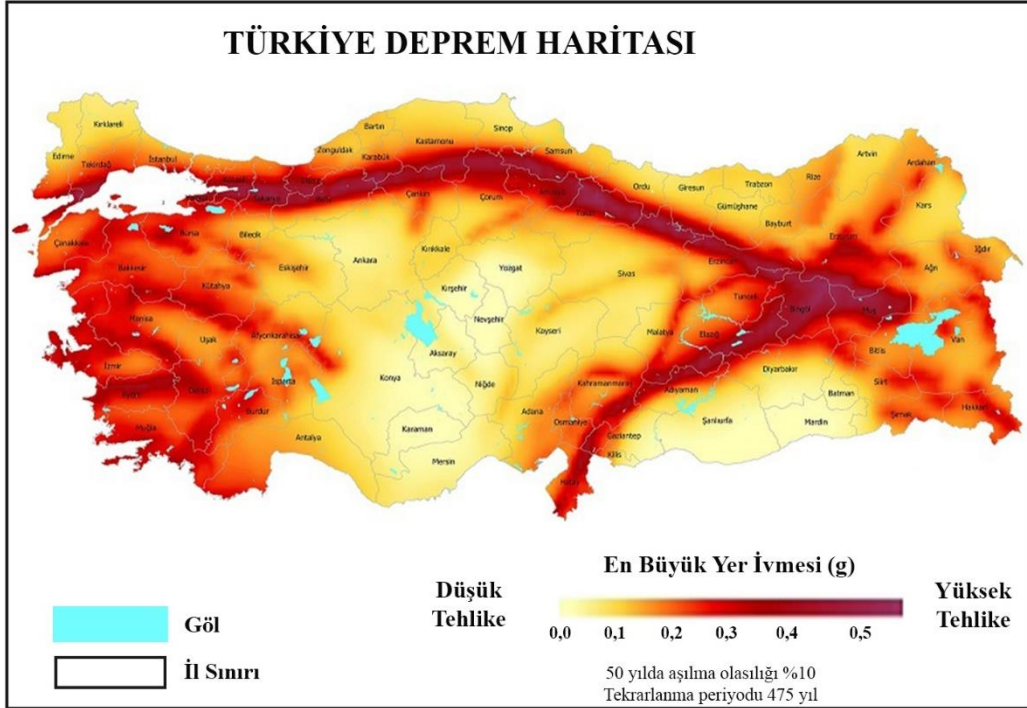 TÜRKİYE DEPREM HARİTASI
Kırklareli
Edirne
Tekirdağ
İstanbul
Bartın
Zonguldak
Karabük
Kastamonu
Sinop
Samsun
Artvin
Ardahan
Ordu
Giresun
Trabzon
Rize
Gümüşhane
Bayburt
Kars
Sakarya
Çankırı
Çorum
Çanakkale
Bursa
Bilecik
Balıkesir
Kütahya
Eskişehir
Ankara
Kırıkkale
Yozgat
Sivas
Erzincan
Erzurum
Ağrı
Iğdır
Kırşehir
Nevşehir
Kayseri
Tunceli
Bingöl
Muş
Malatya
Elazığ
Bitlis
Van
Manisa
Uşak
Afyonkarahisar
Aksaray
İzmir
Konya
Niğde
Kahramanmaraş
Adıyaman
Diyarbakır
Batman
Siirt
Aydın
Denizli
Isparta
Burdur
Muğla
Antalya
Karaman
Mersin
Adana
Osmaniye
Gaziantep
Kilis
Hatay
Şanlıurfa
Mardin
Şırnak
Hakkari
En Büyük Yer İvmesi (g)
Düşük
Tehlike
Yüksek
Tehlike
0,0 0,1 0,2 0,3 0,4 0,5
Göl
İl Sınırı
50 yılda aşılma olasılığı %10
Tekrarlanma periyodu 475 yıl